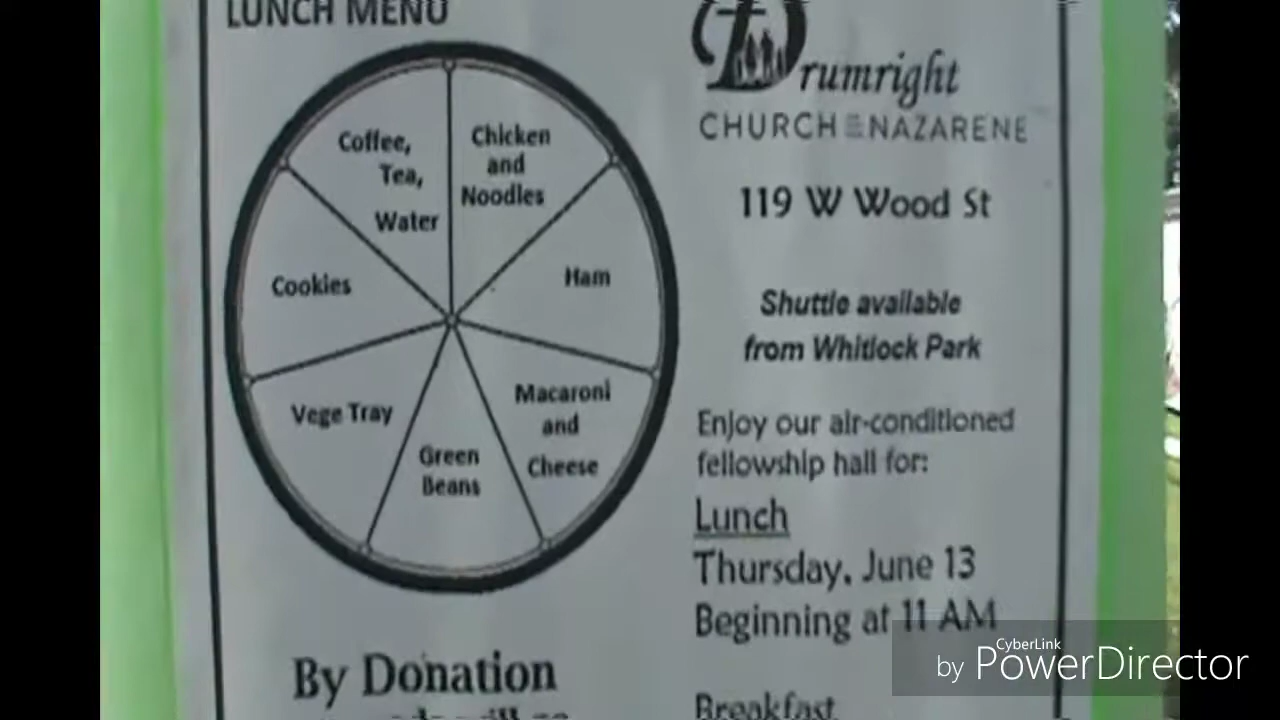 LUNCH MENU
Coffee,
Tea,
Water
Chicken
and
Noodles
Ham
Macaroni
and
Cheese
Green
Beans
Vege Tray
Cookies
By Donation
Drumright
CHURCH OF THE NAZARENE
119 W Wood St
Shuttle available
from Whitlock Park
Enjoy our air-conditioned
fellowship hall for:
Lunch
Thursday, June 13
Beginning at 11 AM
Breakfast
CyberLink
by PowerDirector